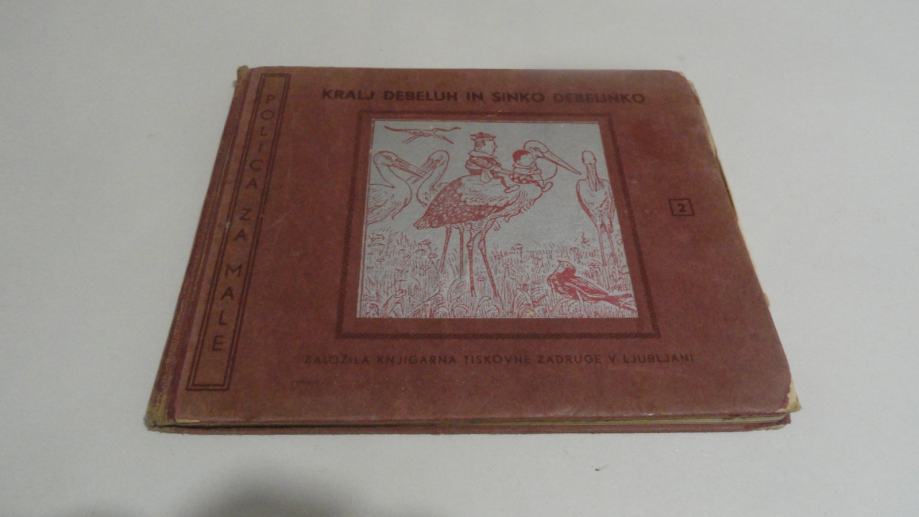 KRALJ DEBELUH IN SINKO DEBELINKO
POLICA ZA MALE
2
ZALOŽILA KNJIGARNA TISKOVNE ZADRUGE V LJUBLJANI